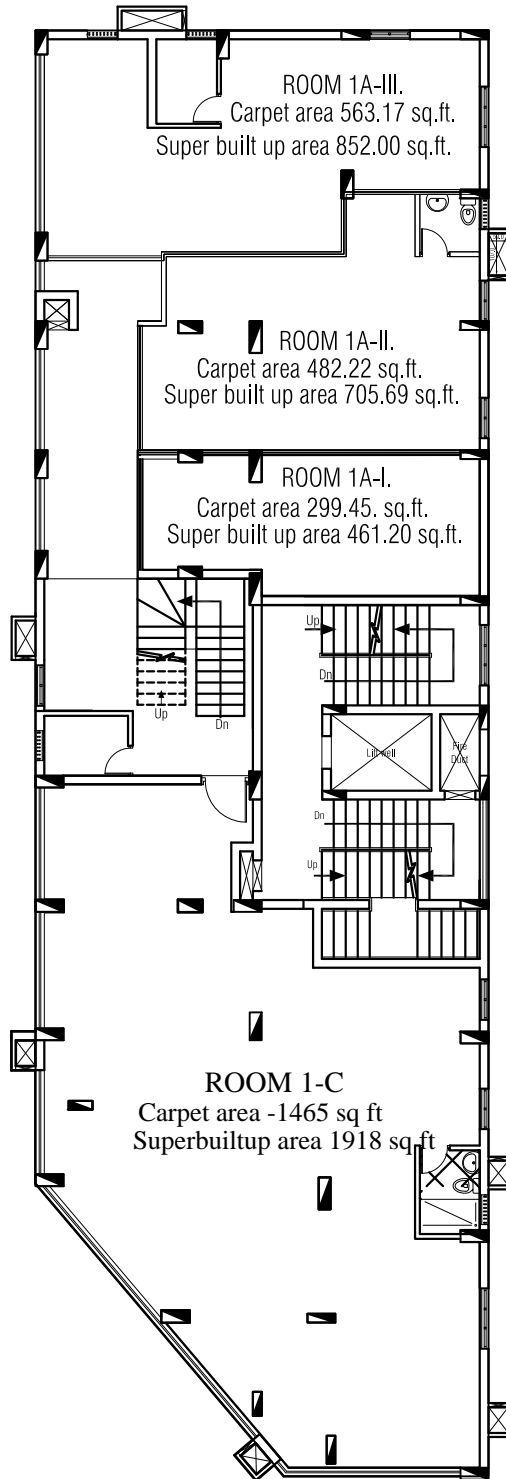 ROOM 1A-III.
Carpet area 563.17 sq.ft.
Super built up area 852.00 sq.ft.
ROOM 1A-II.
Carpet area 482.22 sq.ft.
Super built up area 705.69 sq.ft.
ROOM 1A-I.
Carpet area 299.45. sq.ft.
Super built up area 461.20 sq.ft.
Up
Dn
Up
Dn
Lift well
Fire
Duct
Dn
Up
ROOM 1-C
Carpet area -1465 sq ft
Superbuiltup area 1918 sq ft